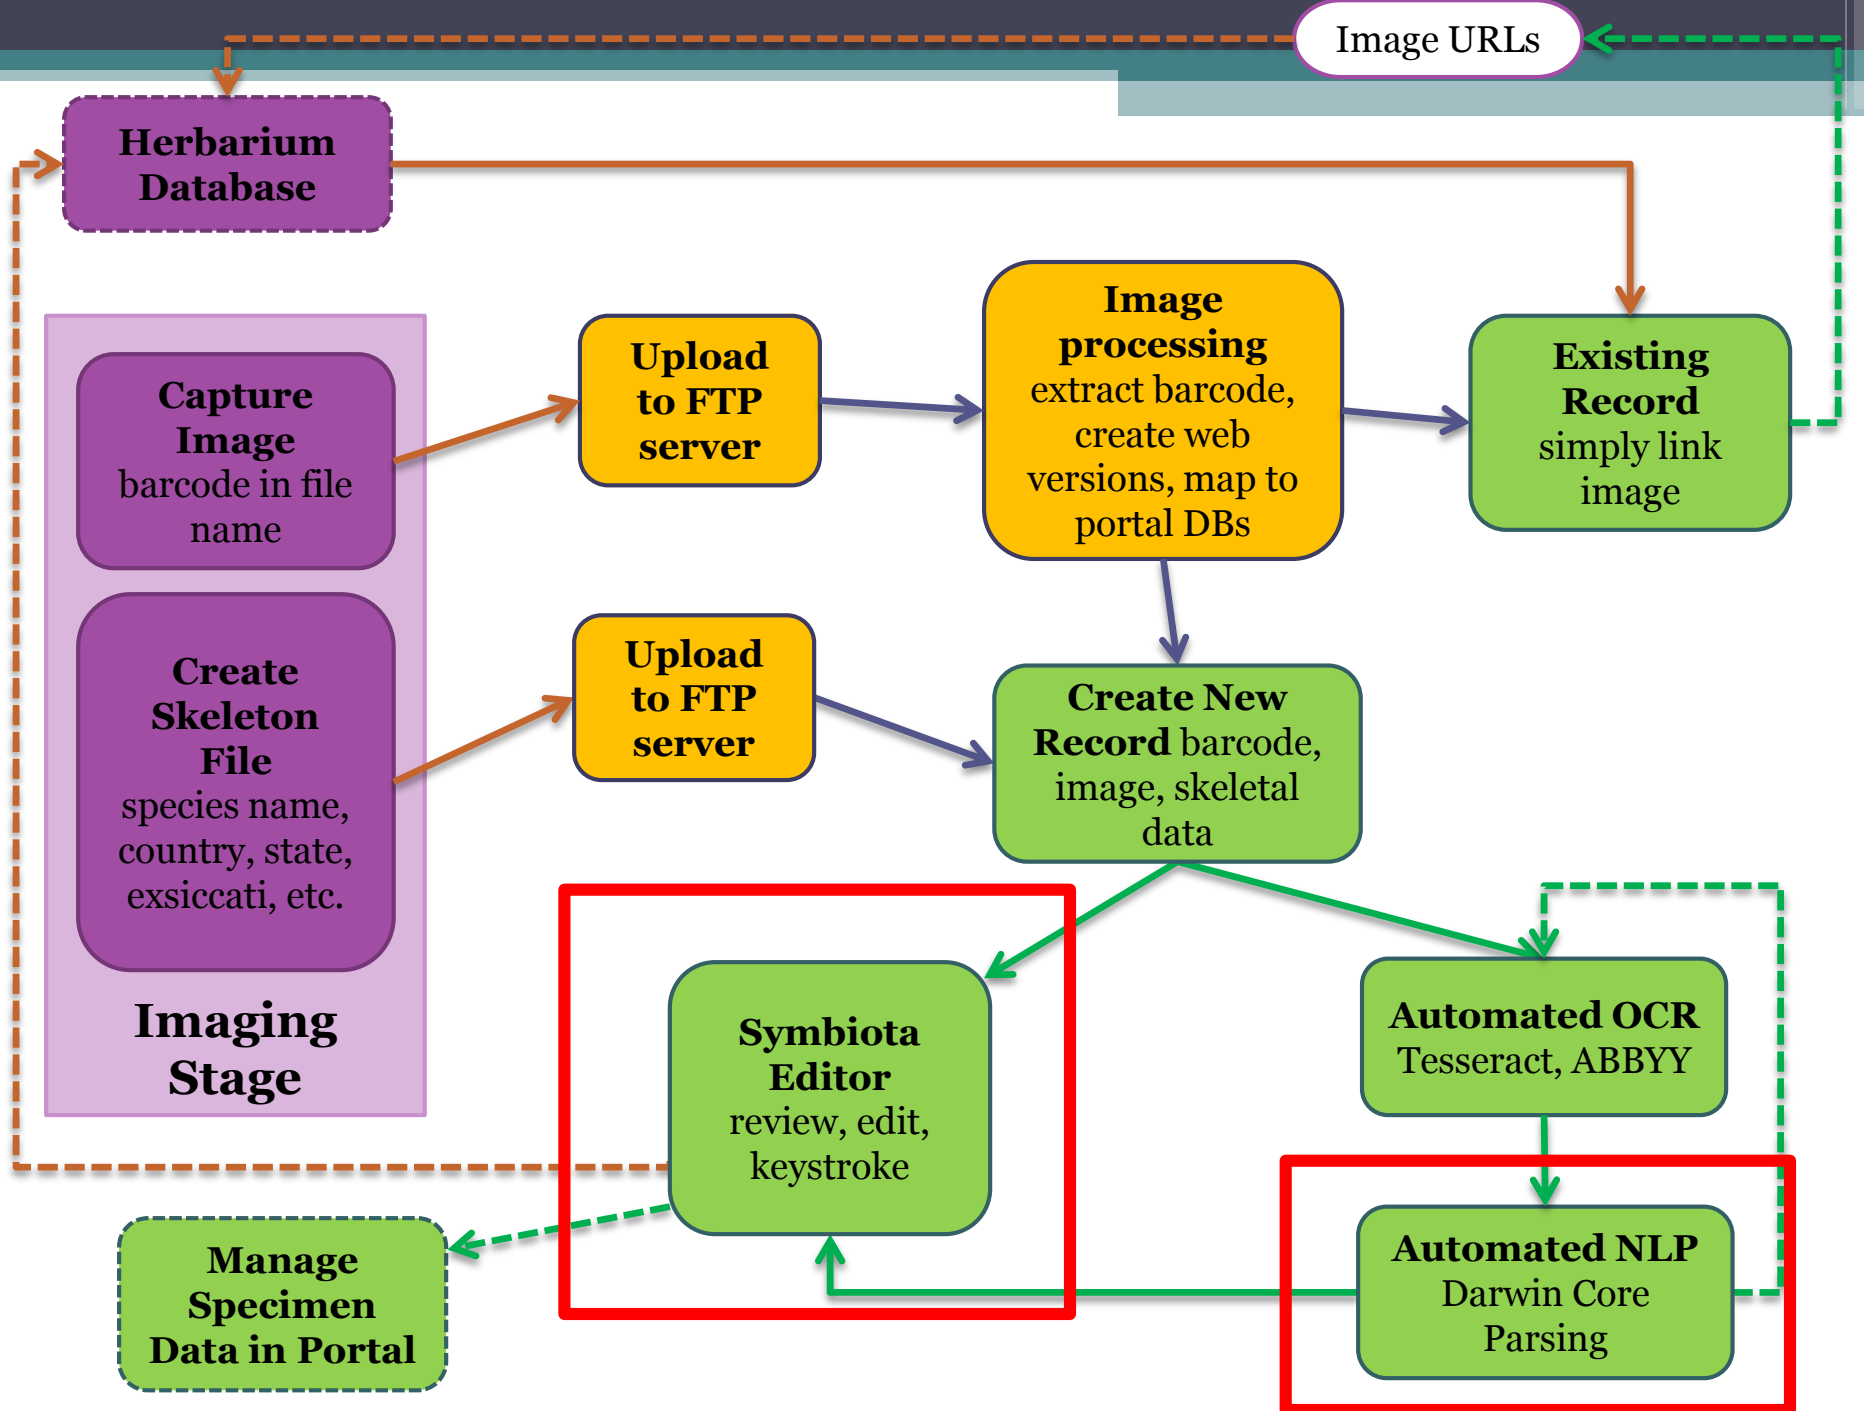 Image URLs
Herbarium
Database
Capture
Image
barcode in file
name
Upload
to FTP
server
Image
processing
extract barcode,
create web
versions, map to
portal DBs
Existing
Record
simply link
image
Create
Skeleton
File
species name,
country, state,
exsiccati, etc.
Imaging
Stage
Upload
to FTP
server
Create New
Record barcode,
image, skeletal
data
Symbiota
Editor
review, edit,
keystroke
Automated OCR
Tesseract, ABBYY
Automated NLP
Darwin Core
Parsing
Manage
Specimen
Data in Portal